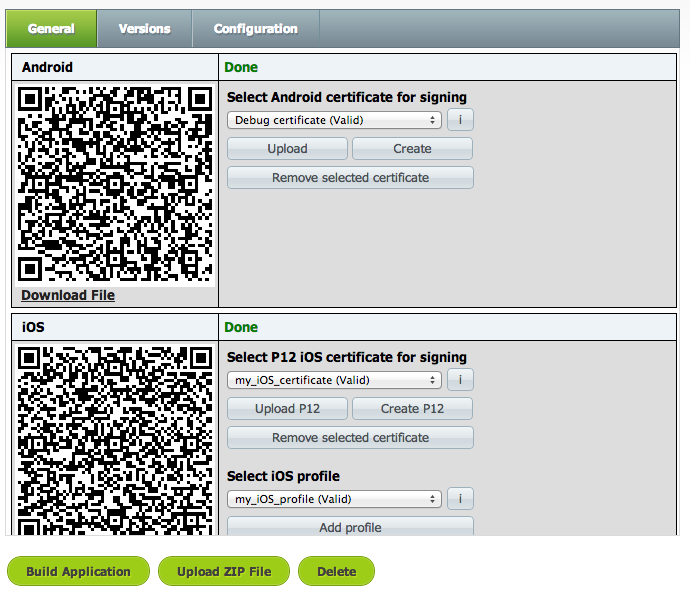 General Versions Configuration
Android Done
Select Android certificate for signing
Debug certificate (Valid) i
Upload Create
Remove selected certificate
Download File
iOS Done
Select P12 iOS certificate for signing
my_iOS_certificate (Valid) i
Upload P12 Create P12
Remove selected certificate
Select iOS profile
my_iOS_profile (Valid) i
Add profile
Build Application Upload ZIP File Delete